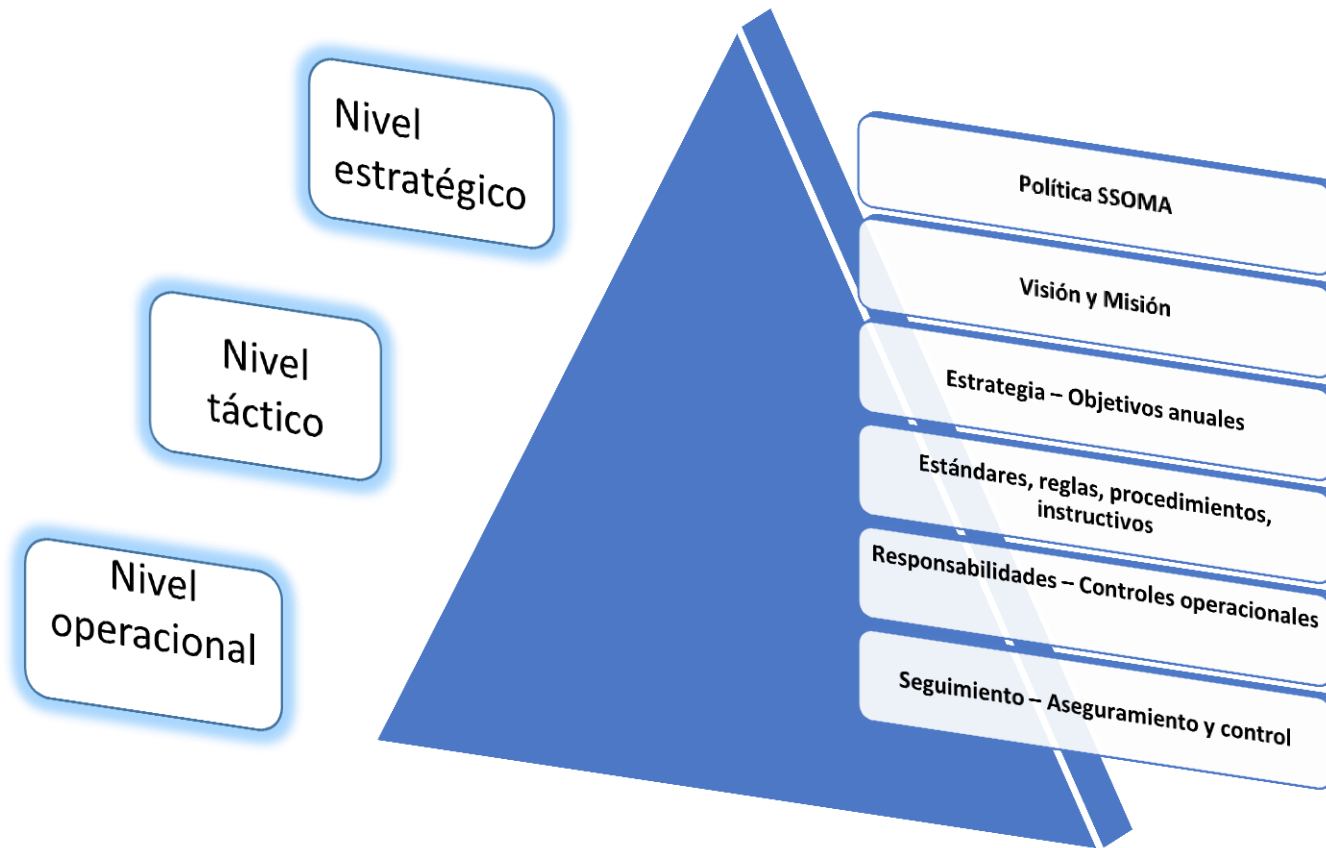 Nivel
estratégico
Nivel
táctico
Nivel
operacional
Política SSOMA
Visión y Misión
Estrategia – Objetivos anuales
Estándares, reglas, procedimientos,
instructivos
Responsabilidades – Controles operacionales
Seguimiento – Aseguramiento y control